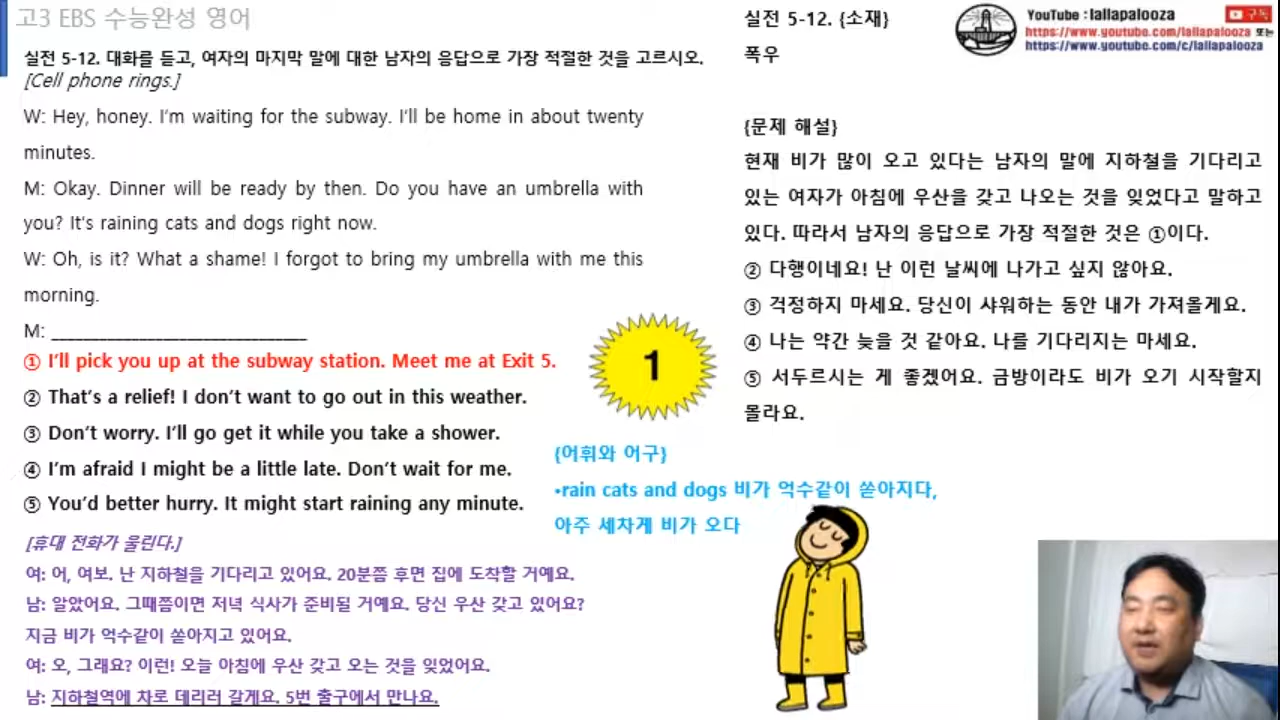 고3 EBS 수능완성 영어
실전 5-12. 대화를 듣고, 여자의 마지막 말에 대한 남자의 응답으로 가장 적절한 것을 고르시오.
[Cell phone rings.]
W: Hey, honey. I'm waiting for the subway. I'll be home in about twenty
minutes.
M: Okay. Dinner will be ready by then. Do you have an umbrella with
you? It's raining cats and dogs right now.
W: Oh, is it? What a shame! I forgot to bring my umbrella with me this
morning.
M: ______________________________
① I'll pick you up at the subway station. Meet me at Exit 5.
② That's a relief! I don't want to go out in this weather.
③ Don't worry. I'll go get it while you take a shower.
④ I'm afraid I might be a little late. Don't wait for me.
⑤ You'd better hurry. It might start raining any minute.
[휴대 전화가 울린다.]
여: 어, 여보. 난 지하철을 기다리고 있어요. 20분쯤 후면 집에 도착할 거예요.
남: 알았어요. 그때쯤이면 저녁 식사가 준비될 거예요. 당신 우산 갖고 있어요?
지금 비가 억수같이 쏟아지고 있어요.
여: 오, 그래요? 이런! 오늘 아침에 우산 갖고 오는 것을 잊었어요.
남: 지하철역에 차로 데리러 갈게요. 5번 출구에서 만나요.
1
{어휘와 어구}
•rain cats and dogs 비가 억수같이 쏟아지다,
아주 세차게 비가 오다
실전 5-12. {소재}
폭우
{문제 해설}
현재 비가 많이 오고 있다는 남자의 말에 지하철을 기다리고
있는 여자가 아침에 우산을 갖고 나오는 것을 잊었다고 말하고
있다. 따라서 남자의 응답으로 가장 적절한 것은 ①이다.
② 다행이네요! 난 이런 날씨에 나가고 싶지 않아요.
③ 걱정하지 마세요. 당신이 샤워하는 동안 내가 가져올게요.
④ 나는 약간 늦을 것 같아요. 나를 기다리지는 마세요.
⑤ 서두르시는 게 좋겠어요. 금방이라도 비가 오기 시작할지
몰라요.
YouTube : lallapalooza
구독
https://www.youtube.com/lallapalooza 또는
https://www.youtube.com/c/lallapalooza